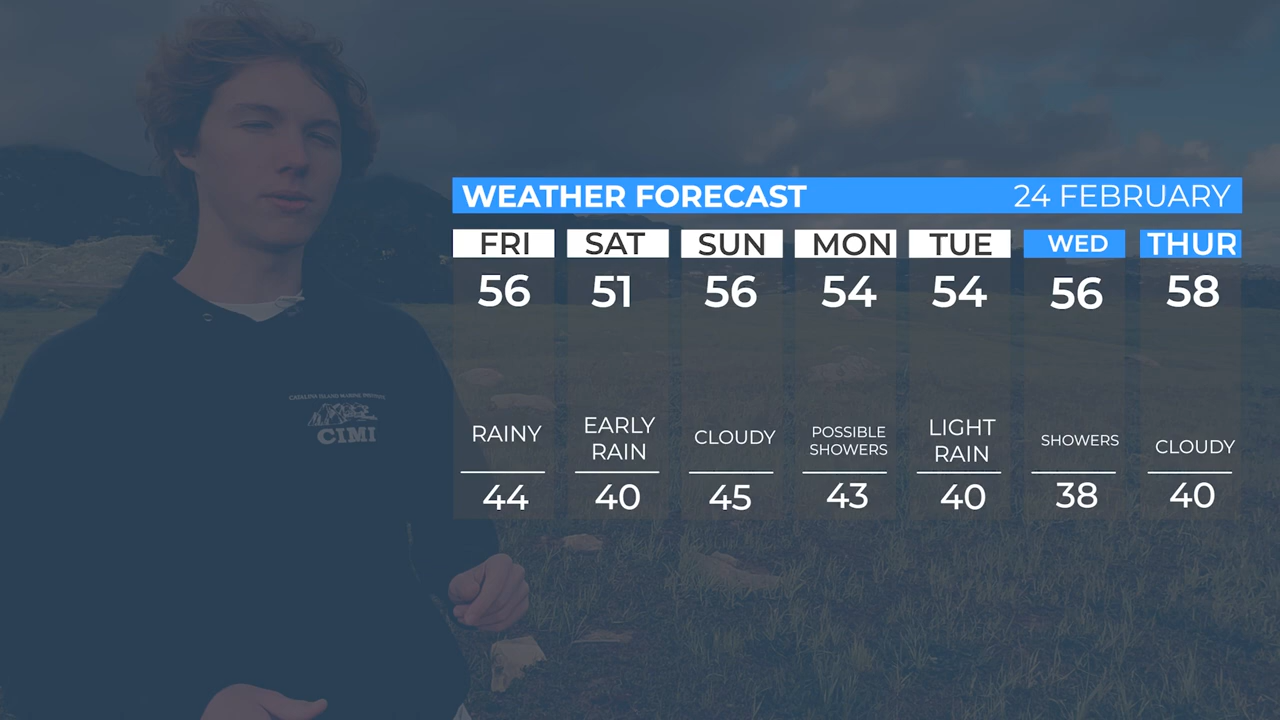 WEATHER FORECAST 24 FEBRUARY
FRI SAT SUN MON TUE WED THUR
56 51 56 54 54 56 58
RAINY
EARLY
RAIN
CLOUDY
POSSIBLE
SHOWERS
LIGHT
RAIN
SHOWERS
CLOUDY
44 40 45 43 40 38 40
CATALINA ISLAND MARINE INSTITUTE
CIMI